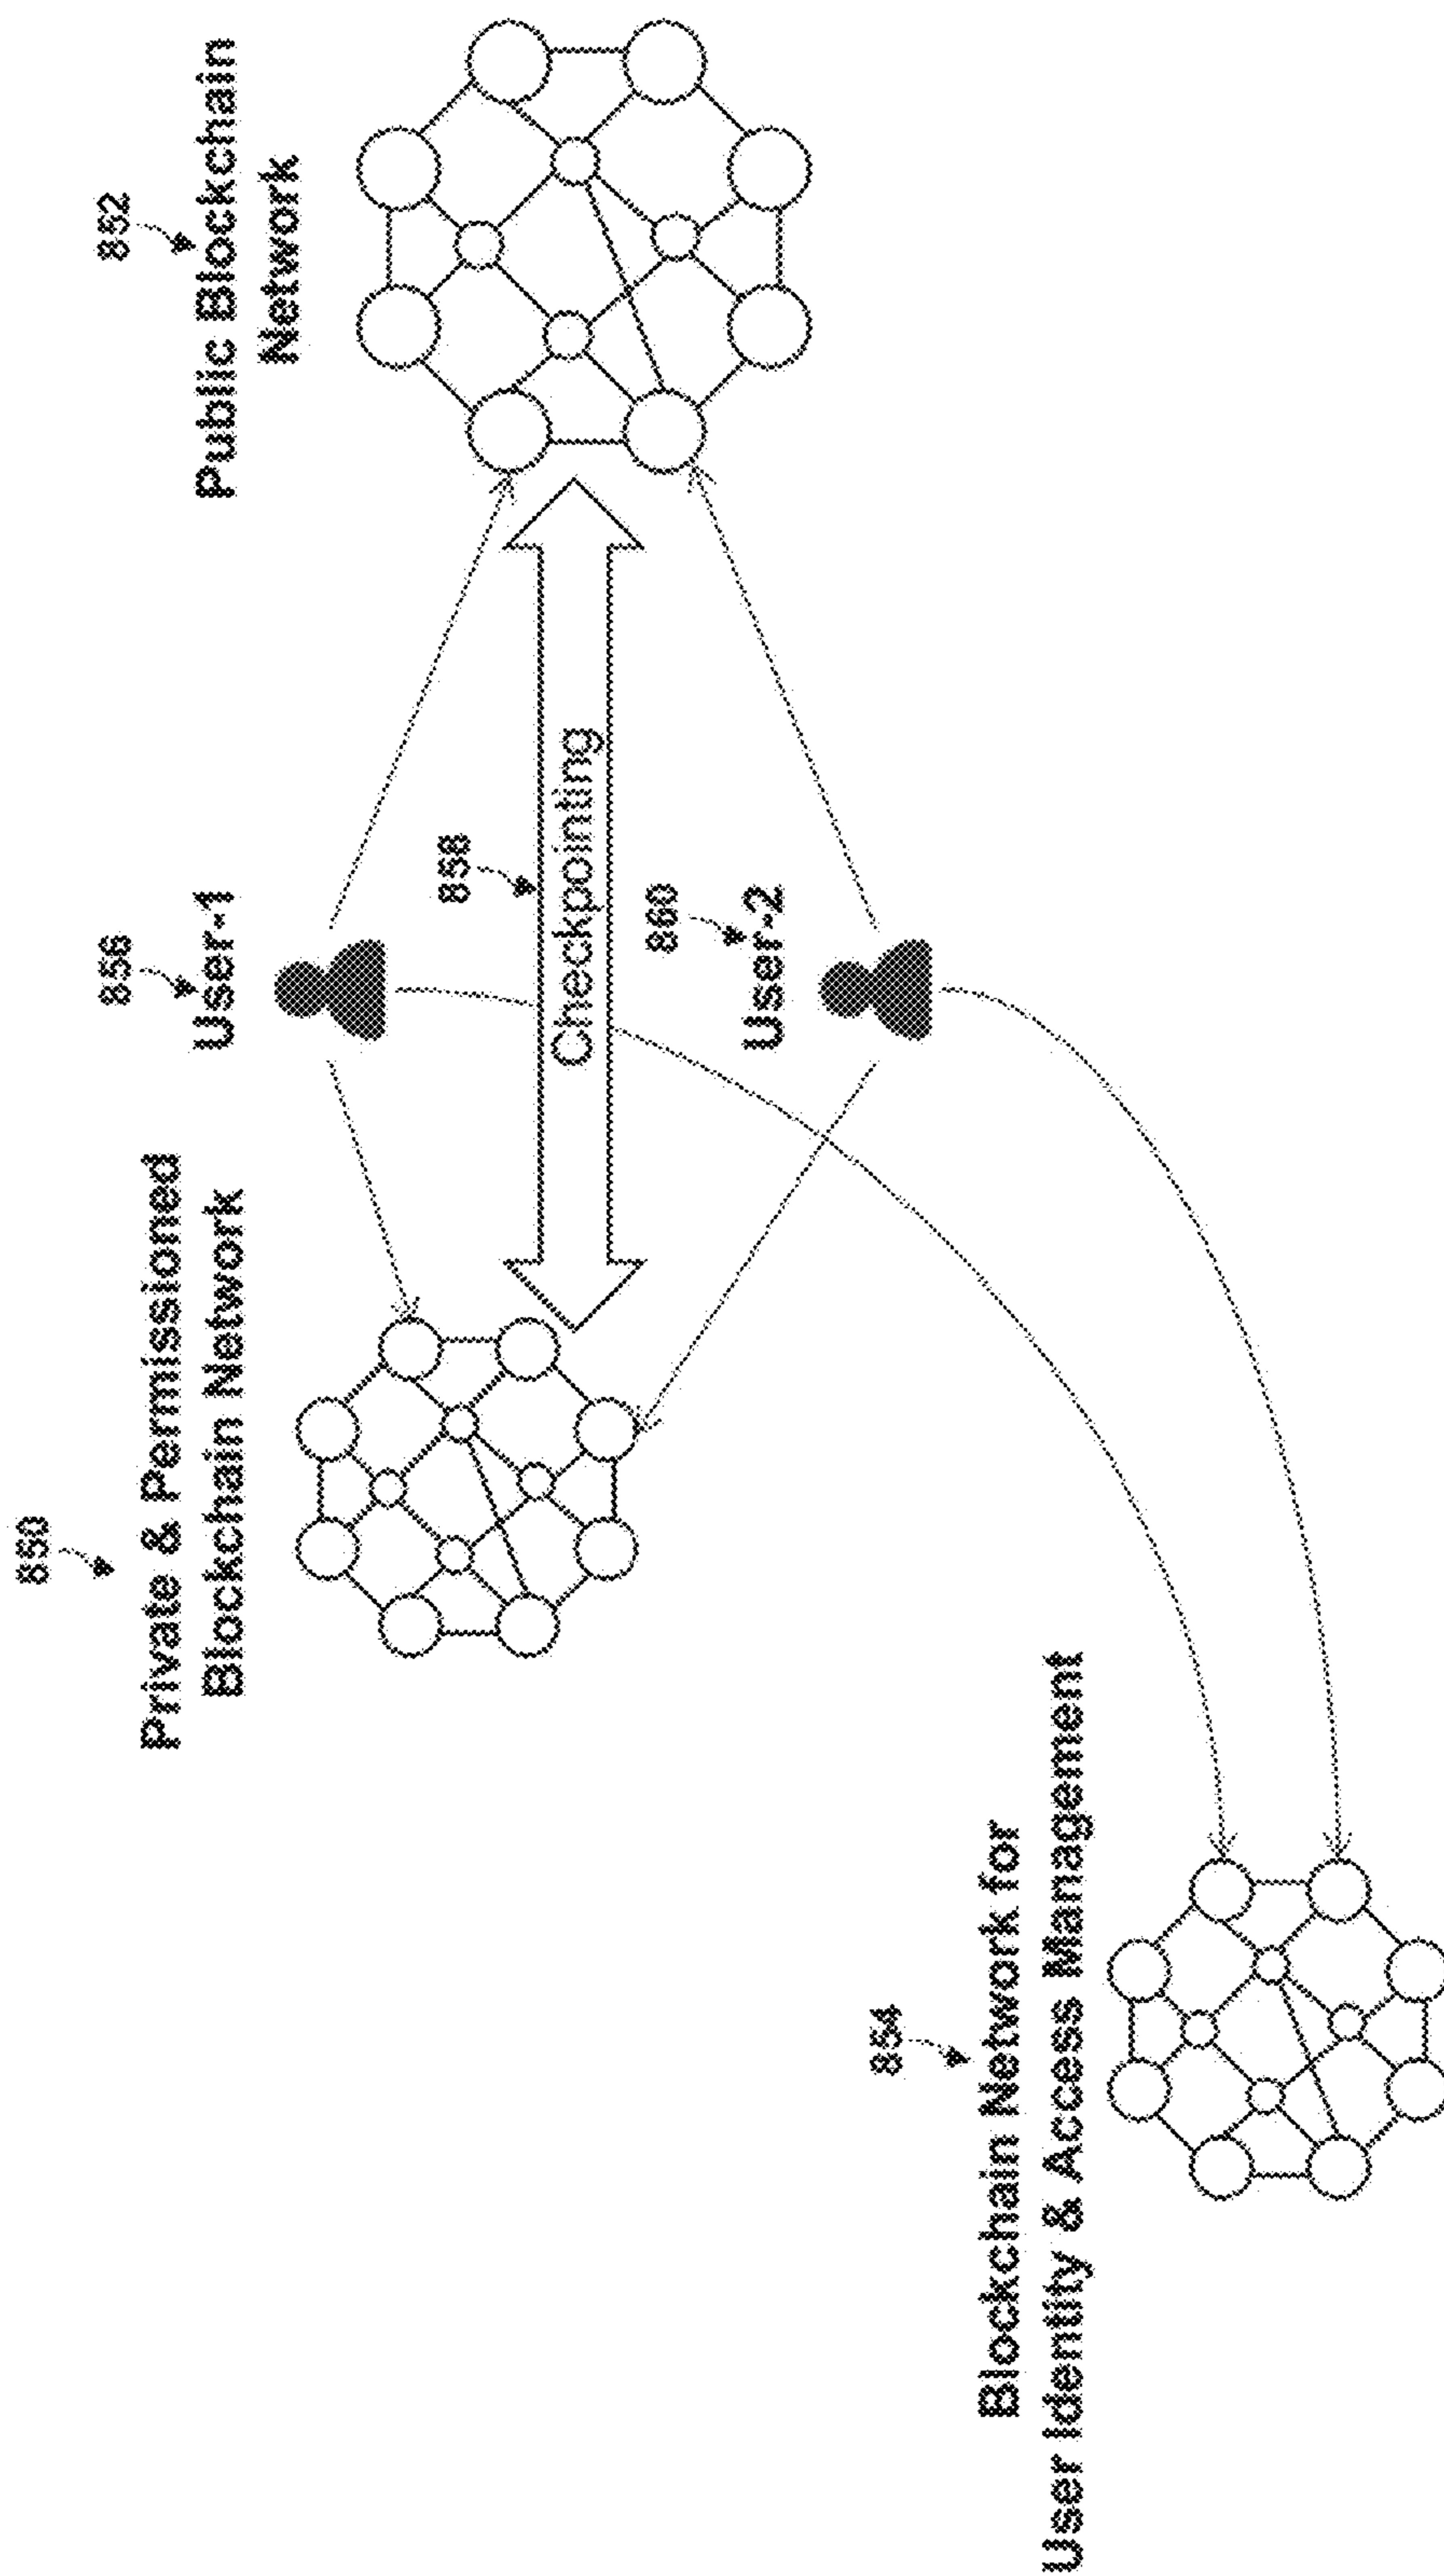 850
Private & Permissioned
Blockchain Network
856
User-1
852
Public Blockchain
Network
858
Checkpointing
860
User-2
854
Blockchain Network for
User Identity & Access Management